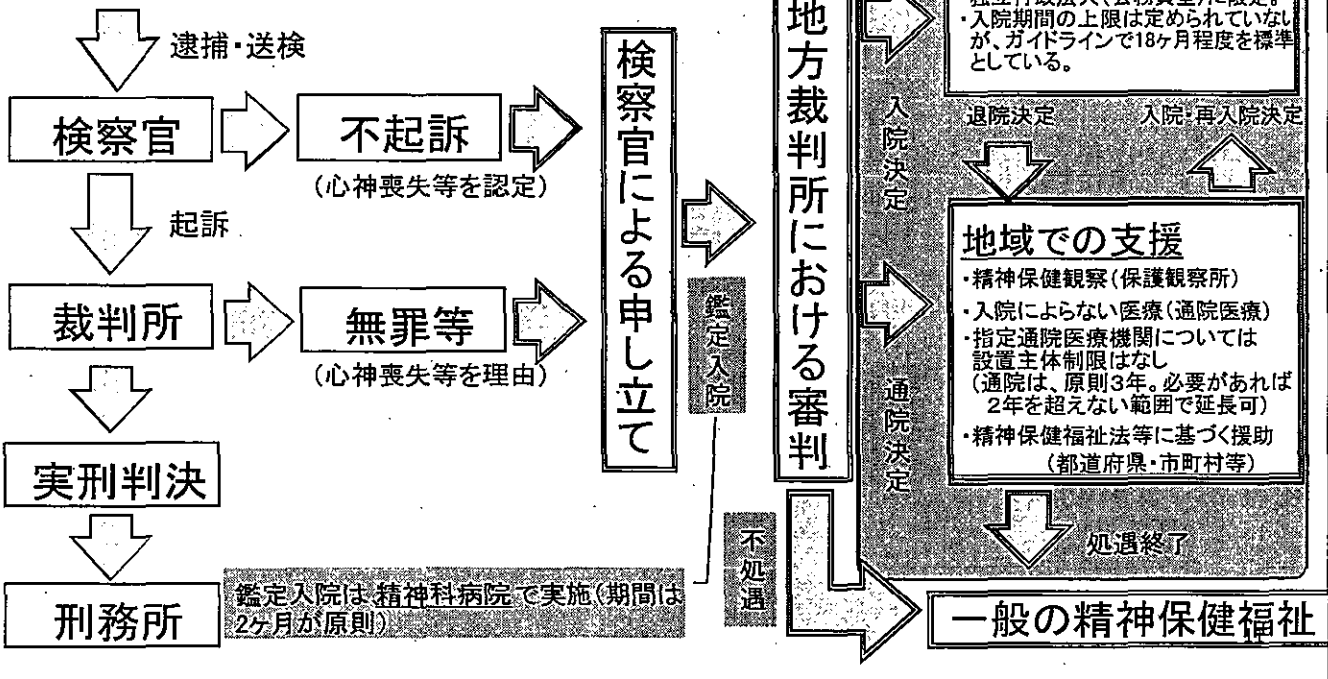 逮捕・送検
検察官
不起訴
(心神喪失等を認定)
起訴
裁判所
無罪等
(心神喪失等を理由)
実刑判決
刑務所
検察官による申し立て
鑑定入院
鑑定入院は、精神科病院で実施(期間は
2ヶ月が原則)
地方裁判所における審判
入院決定
通院決定
不処遇
・入院期間の上限は定められていない
が、ガイドラインで18ヶ月程度を標準
としている。
退院決定
入院・再入院決定
地域での支援
・精神保健観察(保護観察所)
・入院によらない医療(通院医療)
・指定通院医療機関については
設置主体制限はなし
(通院は、原則3年。必要があれば
2年を超えない範囲で延長可)
・精神保健福祉法等に基づく援助
(都道府県・市町村等)
処遇終了
一般の精神保健福祉